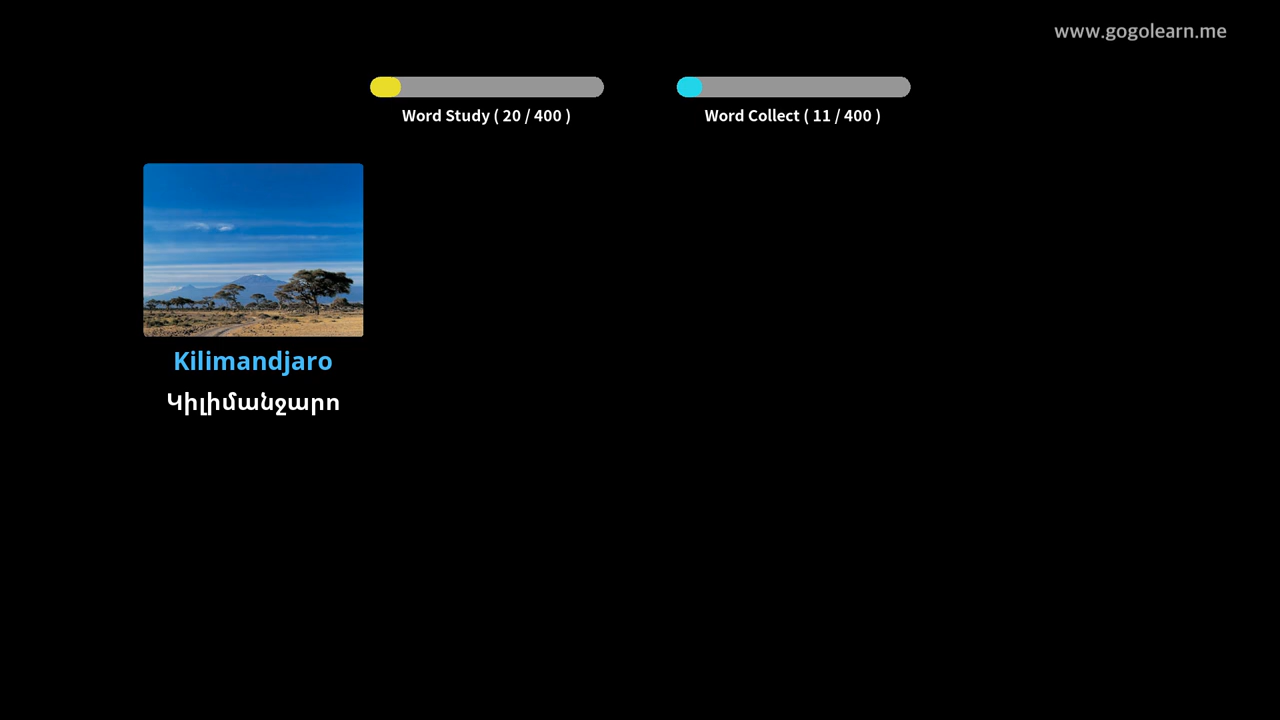 www.gogolearn.me
Word Study ( 20 / 400 )
Word Collect ( 11 / 400 )
Kilimandjaro
Կիլիմանջարո